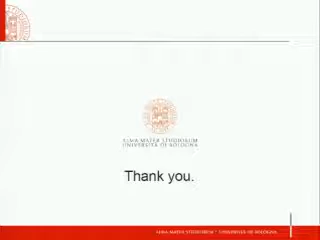 ALMA MATER STUDIORUM
UNIVERSITÀ DI BOLOGNA
Thank you.
ALMA MATER STUDIORUM ~ UNIVERSITÀ DI BOLOGNA